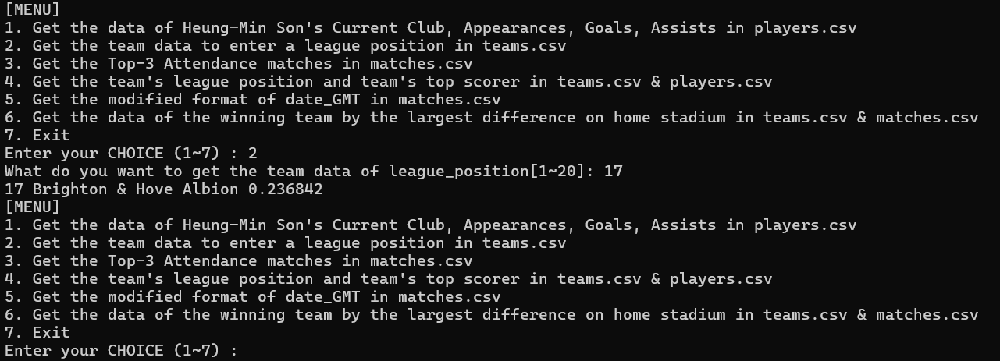 [MENU]
1. Get the data of Heung-Min Son's Current Club, Appearances, Goals, Assists in players.csv
2. Get the team data to enter a league position in teams.csv
3. Get the Top-3 Attendance matches in matches.csv
4. Get the team's league position and team's top scorer in teams.csv & players.csv
5. Get the modified format of date_GMT in matches.csv
6. Get the data of the winning team by the largest difference on home stadium in teams.csv & matches.csv
7. Exit
Enter your CHOICE (1~7) : 2
What do you want to get the team data of league_position[1~20]: 17
17 Brighton & Hove Albion 0.236842
[MENU]
1. Get the data of Heung-Min Son's Current Club, Appearances, Goals, Assists in players.csv
2. Get the team data to enter a league position in teams.csv
3. Get the Top-3 Attendance matches in matches.csv
4. Get the team's league position and team's top scorer in teams.csv & players.csv
5. Get the modified format of date_GMT in matches.csv
6. Get the data of the winning team by the largest difference on home stadium in teams.csv & matches.csv
7. Exit
Enter your CHOICE (1~7) :